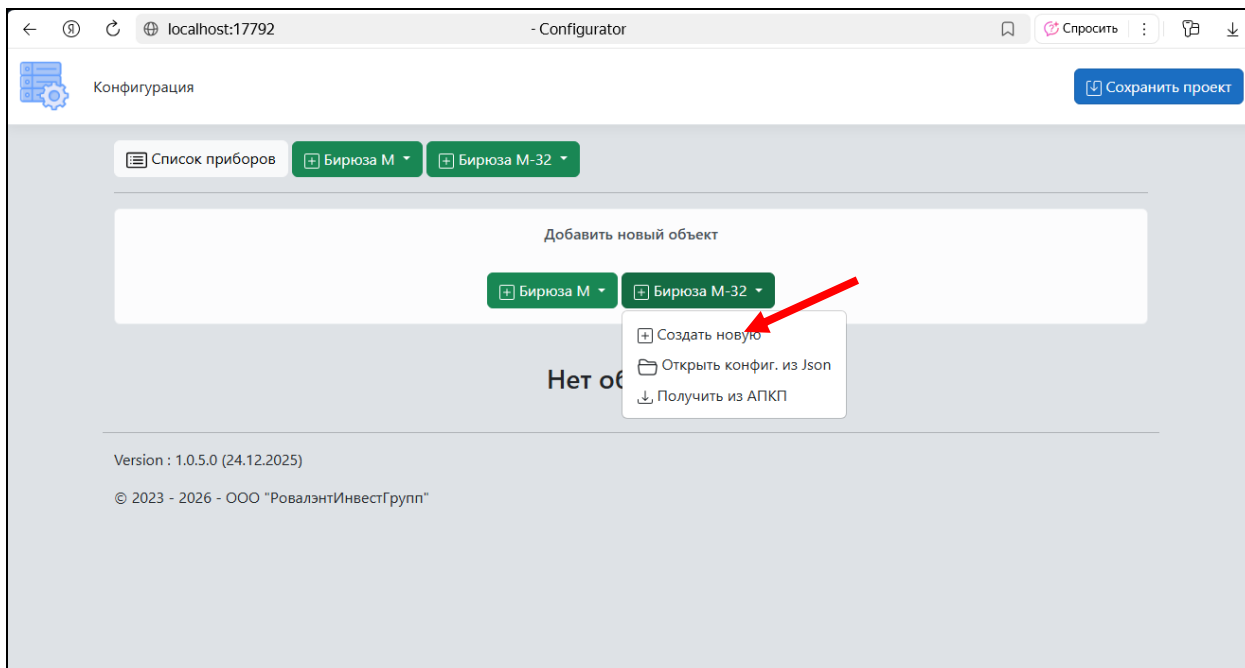 localhost:17792 - Configurator Спросить
Конфигурация Сохранить проект
Список приборов Бирюза М Бирюза М-32
Добавить новый объект
Бирюза М Бирюза М-32
Создать новую
Открыть конфиг. из Json
Нет
Получить из АПКП
Version : 1.0.5.0 (24.12.2025)
© 2023 - 2026 - ООО "РовалэнтИнвестГрупп"